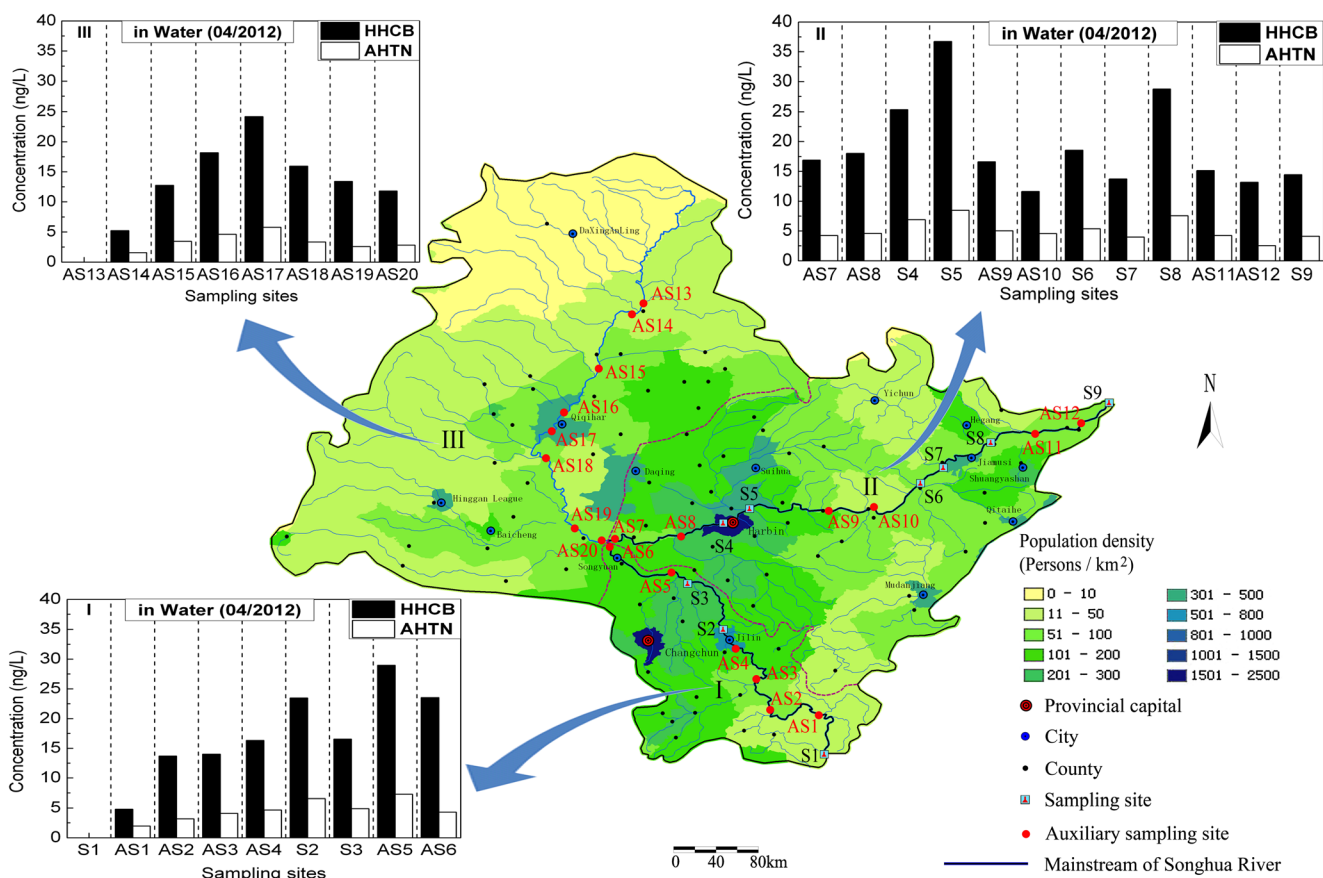 III
in Water (04/2012)
HHCB
AHTN
Concentration (ng/L)
40
35
30
25
20
15
10
5
0
AS13 AS14 AS15 AS16 AS17 AS18 AS19 AS20
Sampling sites
II
in Water (04/2012)
HHCB
AHTN
Concentration (ng/L)
40
35
30
25
20
15
10
5
0
AS7 AS8 S4 S5 AS9 AS10 S6 S7 S8 AS11 AS12 S9
Sampling sites
DaXingAnLing
AS13
AS14
AS15
AS16
Qiqihar
AS17
III
AS18
Daqing
Suihua
Yichun
Hegang
S9
AS12
S8
S7
AS11
Jiamusi
Shuangyashan
II
S6
Hinggan League
S5
Qitaihe
AS9
AS10
Baicheng
AS19
AS7
AS8
Harbin
S4
AS20
AS6
Songyuan
AS5
S3
Mudanjiang
S2
Jilin
Changchun
AS4
AS3
I
AS2
AS1
S1
N
Population density
(Persons / km²)
0 - 10
11 - 50
51 - 100
101 - 200
201 - 300
301 - 500
501 - 800
801 - 1000
1001 - 1500
1501 - 2500
Provincial capital
City
County
Sampling site
Auxiliary sampling site
Mainstream of Songhua River
0 40 80km
I
in Water (04/2012)
HHCB
AHTN
Concentration (ng/L)
40
35
30
25
20
15
10
5
0
S1 AS1 AS2 AS3 AS4 S2 S3 AS5 AS6
Sampling sites